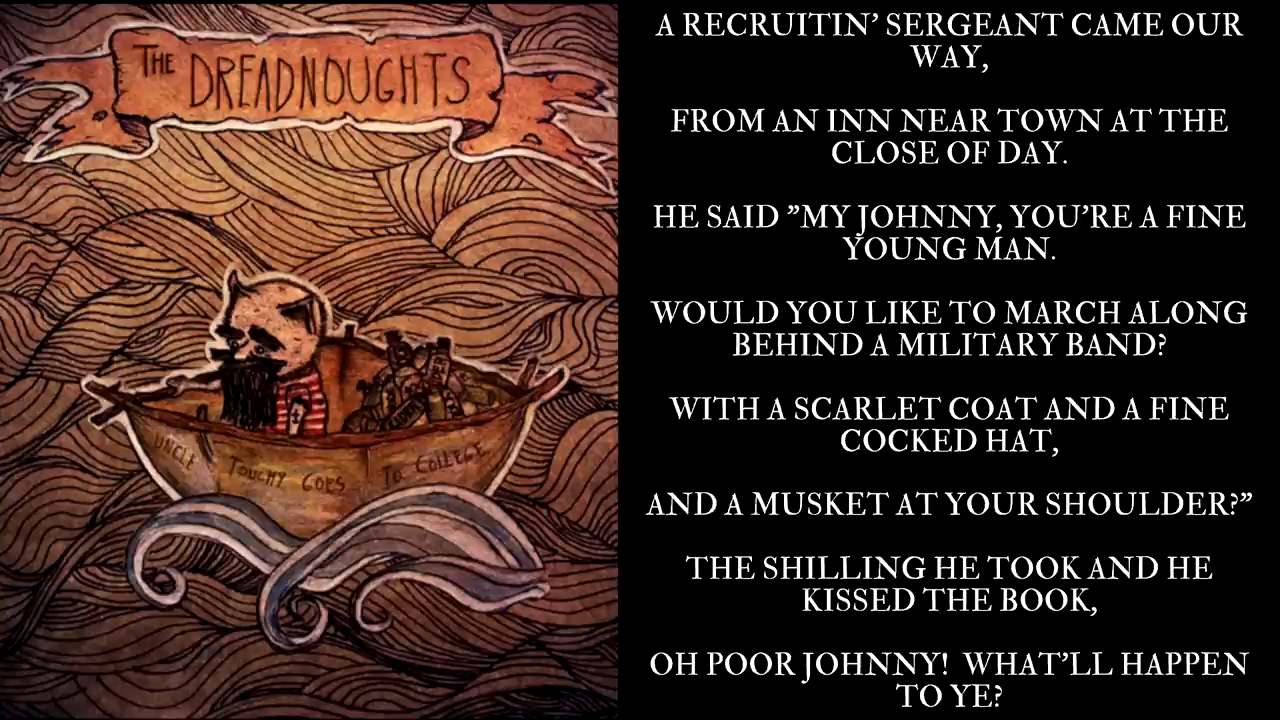 THE DREADNOUGHTS
UNCLE TOUCHY GOES TO COLLEGE
A RECRUITIN' SERGEANT CAME OUR
WAY,
FROM AN INN NEAR TOWN AT THE
CLOSE OF DAY.
HE SAID ”MY JOHNNY, YOU'RE A FINE
YOUNG MAN.
WOULD YOU LIKE TO MARCH ALONG
BEHIND A MILITARY BAND?
WITH A SCARLET COAT AND A FINE
COCKED HAT,
AND A MUSKET AT YOUR SHOULDER?”
THE SHILLING HE TOOK AND HE
KISSED THE BOOK,
OH POOR JOHNNY!  WHAT'LL HAPPEN
TO YE?